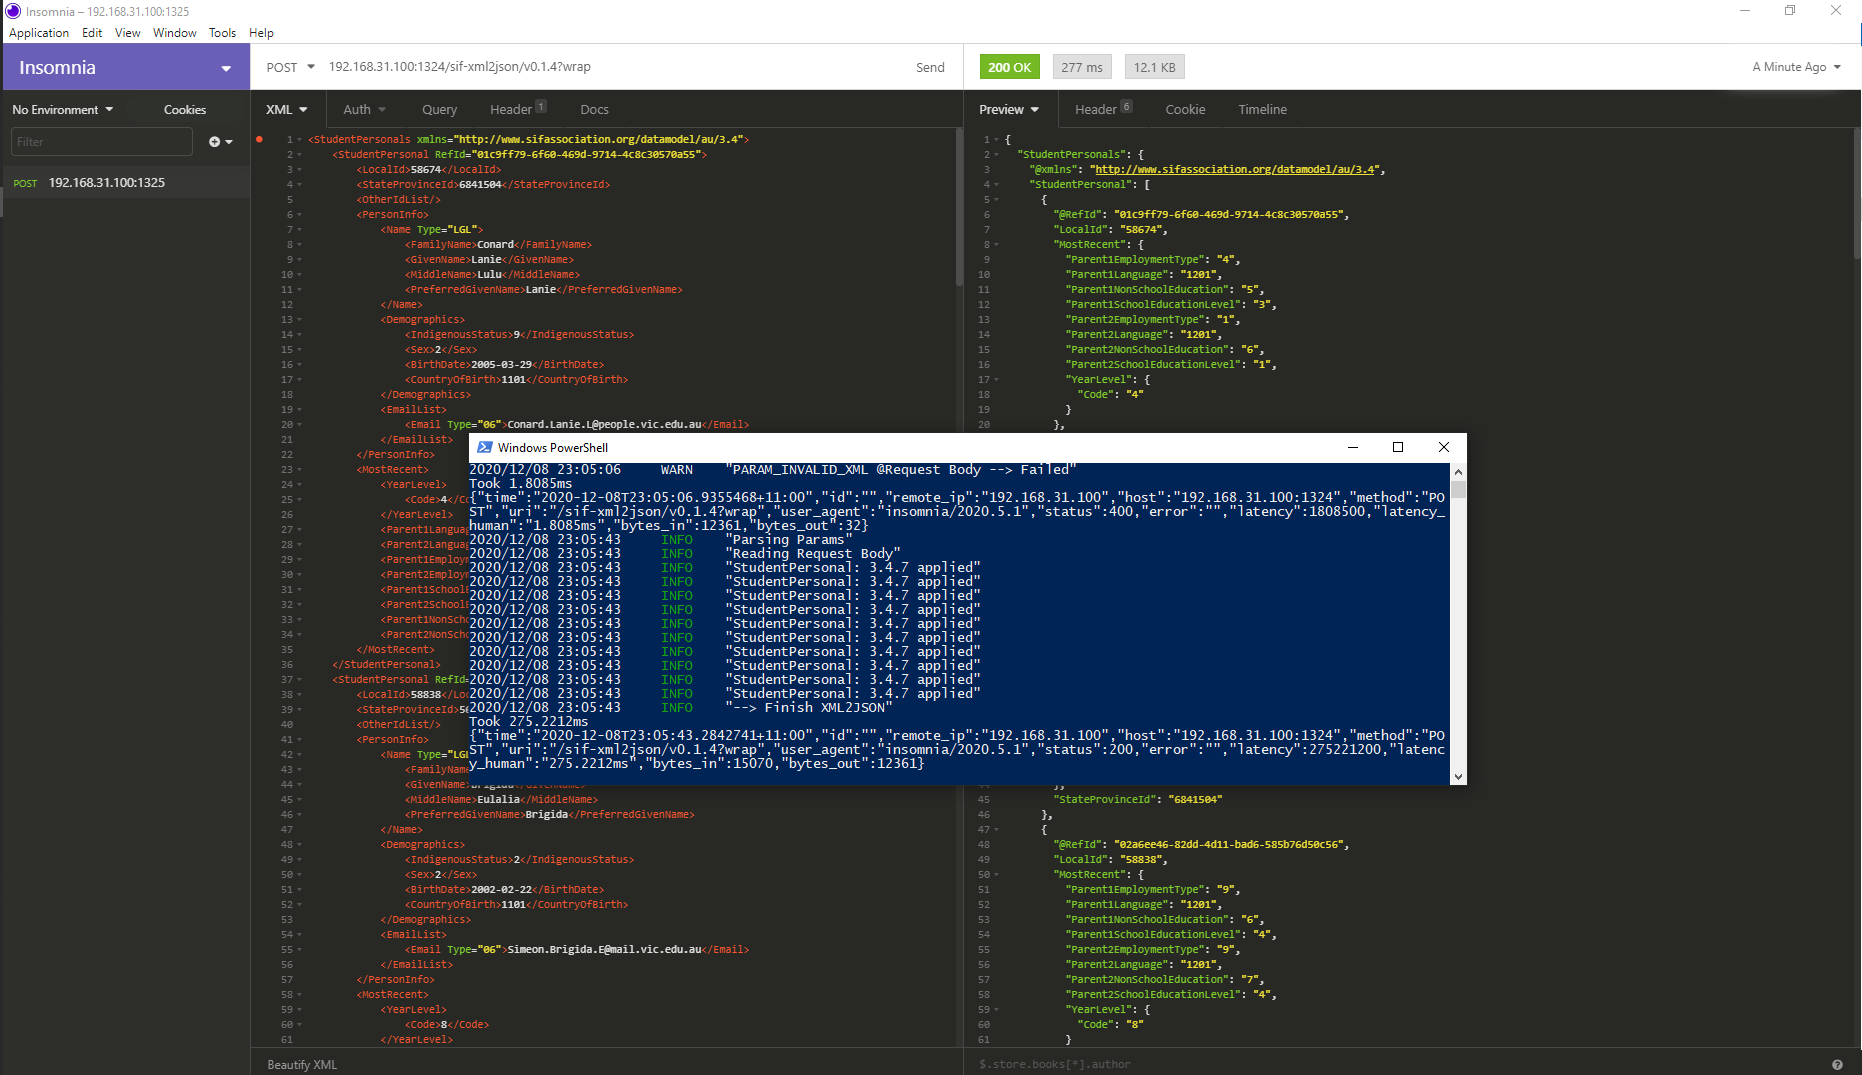 Insomnia – 192.168.31.100:1325
Application Edit View Window Tools Help
Insomnia
POST 192.168.31.100:1324/sif-xml2json/v0.1.4?wrap
Send
200 OK 277 ms 12.1 KB
A Minute Ago
No Environment Cookies
XML Auth Query Header 1 Docs
Preview Header 6 Cookie Timeline
Filter
POST 192.168.31.100:1325
1 <StudentPersonals xmlns="http://www.sifassociation.org/datamodel/au/3.4">
2 <StudentPersonal RefId="01c9ff79-6f60-469d-9714-4c8c30570a55">
3 <LocalId>58674</LocalId>
4 <StateProvinceId>6841504</StateProvinceId>
5 <OtherIdList/>
6 <PersonInfo>
7 <Name Type="LGL">
8 <FamilyName>Conard</FamilyName>
9 <GivenName>Lanie</GivenName>
10 <MiddleName>Lulu</MiddleName>
11 <PreferredGivenName>Lanie</PreferredGivenName>
12 </Name>
13 <Demographics>
14 <IndigenousStatus>9</IndigenousStatus>
15 <Sex>2</Sex>
16 <BirthDate>2005-03-29</BirthDate>
17 <CountryOfBirth>1101</CountryOfBirth>
18 </Demographics>
19 <EmailList>
20 <Email Type="06">Conard.Lanie.L@people.vic.edu.au</Email>
21 </EmailList>
22 </PersonInfo>
23 <MostRecent>
24 <YearLevel>
25 <Code>4</Co
26 </YearLevel>
27 <Parent1Languag
28 <Parent2Languag
29 <Parent1Employm
30 <Parent2Employm
31 <Parent1SchoolE
32 <Parent2SchoolE
33 <Parent1NonScho
34 <Parent2NonScho
35 </MostRecent>
36 </StudentPersonal>
37 <StudentPersonal RefId=
38 <LocalId>58838</Loc
39 <StateProvinceId>50
40 <OtherIdList/>
41 <PersonInfo>
42 <Name Type="LGL
43 <FamilyName
44 <GivenName>Brigida</GivenName>
45 <MiddleName>Eulalia</MiddleName>
46 <PreferredGivenName>Brigida</PreferredGivenName>
47 </Name>
48 <Demographics>
49 <IndigenousStatus>2</IndigenousStatus>
50 <Sex>2</Sex>
51 <BirthDate>2002-02-22</BirthDate>
52 <CountryOfBirth>1101</CountryOfBirth>
53 </Demographics>
54 <EmailList>
55 <Email Type="06">Simeon.Brigida.E@mail.vic.edu.au</Email>
56 </EmailList>
57 </PersonInfo>
58 <MostRecent>
59 <YearLevel>
60 <Code>8</Code>
61 </YearLevel>
Beautify XML
1 {
2 "StudentPersonals": {
3 "@xmlns": "http://www.sifassociation.org/datamodel/au/3.4",
4 "StudentPersonal": [
5 {
6 "@RefId": "01c9ff79-6f60-469d-9714-4c8c30570a55",
7 "LocalId": "58674",
8 "MostRecent": {
9 "Parent1EmploymentType": "4",
10 "Parent1Language": "1201",
11 "Parent1NonSchoolEducation": "5",
12 "Parent1SchoolEducationLevel": "3",
13 "Parent2EmploymentType": "1",
14 "Parent2Language": "1201",
15 "Parent2NonSchoolEducation": "6",
16 "Parent2SchoolEducationLevel": "1",
17 "YearLevel": {
18 "Code": "4"
19 }
20 },
Windows PowerShell
2020/12/08 23:05:06 WARN "PARAM_INVALID_XML @Request Body --> Failed"
Took 1.8085ms
{"time":"2020-12-08T23:05:06.9355468+11:00","id":"","remote_ip":"192.168.31.100","host":"192.168.31.100:1324","method":"PO
ST","uri":"/sif-xml2json/v0.1.4?wrap","user_agent":"insomnia/2020.5.1","status":400,"error":"","latency":1808500,"latency_
human":"1.8085ms","bytes_in":12361,"bytes_out":32}
2020/12/08 23:05:43 INFO "Parsing Params"
2020/12/08 23:05:43 INFO "Reading Request Body"
2020/12/08 23:05:43 INFO "StudentPersonal: 3.4.7 applied"
2020/12/08 23:05:43 INFO "StudentPersonal: 3.4.7 applied"
2020/12/08 23:05:43 INFO "StudentPersonal: 3.4.7 applied"
2020/12/08 23:05:43 INFO "StudentPersonal: 3.4.7 applied"
2020/12/08 23:05:43 INFO "StudentPersonal: 3.4.7 applied"
2020/12/08 23:05:43 INFO "StudentPersonal: 3.4.7 applied"
2020/12/08 23:05:43 INFO "StudentPersonal: 3.4.7 applied"
2020/12/08 23:05:43 INFO "StudentPersonal: 3.4.7 applied"
2020/12/08 23:05:43 INFO "StudentPersonal: 3.4.7 applied"
2020/12/08 23:05:43 INFO "StudentPersonal: 3.4.7 applied"
2020/12/08 23:05:43 INFO "--> Finish XML2JSON"
Took 275.2212ms
{"time":"2020-12-08T23:05:43.2842741+11:00","id":"","remote_ip":"192.168.31.100","host":"192.168.31.100:1324","method":"PO
ST","uri":"/sif-xml2json/v0.1.4?wrap","user_agent":"insomnia/2020.5.1","status":200,"error":"","latency":275221200,"latenc
y_human":"275.2212ms","bytes_in":15070,"bytes_out":12361}
44 },
45 "StateProvinceId": "6841504"
46 },
47 {
48 "@RefId": "02a6ee46-82dd-4d11-bad6-585b76d50c56",
49 "LocalId": "58838",
50 "MostRecent": {
51 "Parent1EmploymentType": "9",
52 "Parent1Language": "1201",
53 "Parent1NonSchoolEducation": "6",
54 "Parent1SchoolEducationLevel": "4",
55 "Parent2EmploymentType": "9",
56 "Parent2Language": "1201",
57 "Parent2NonSchoolEducation": "7",
58 "Parent2SchoolEducationLevel": "4",
59 "YearLevel": {
60 "Code": "8"
61 }
$.store.books[*].author